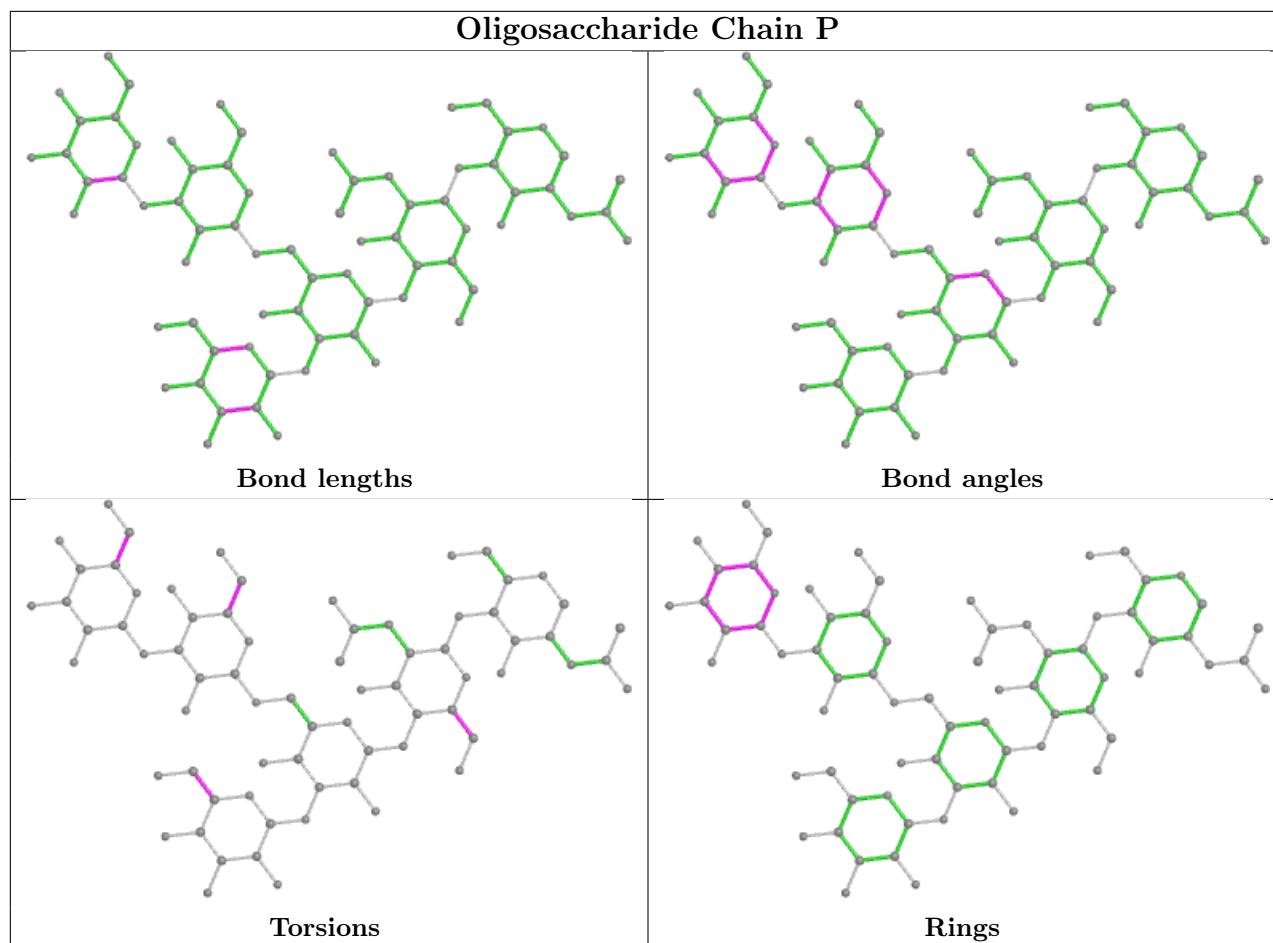 Oligosaccharide Chain P
Bond lengths
Bond angles
Torsions
Rings